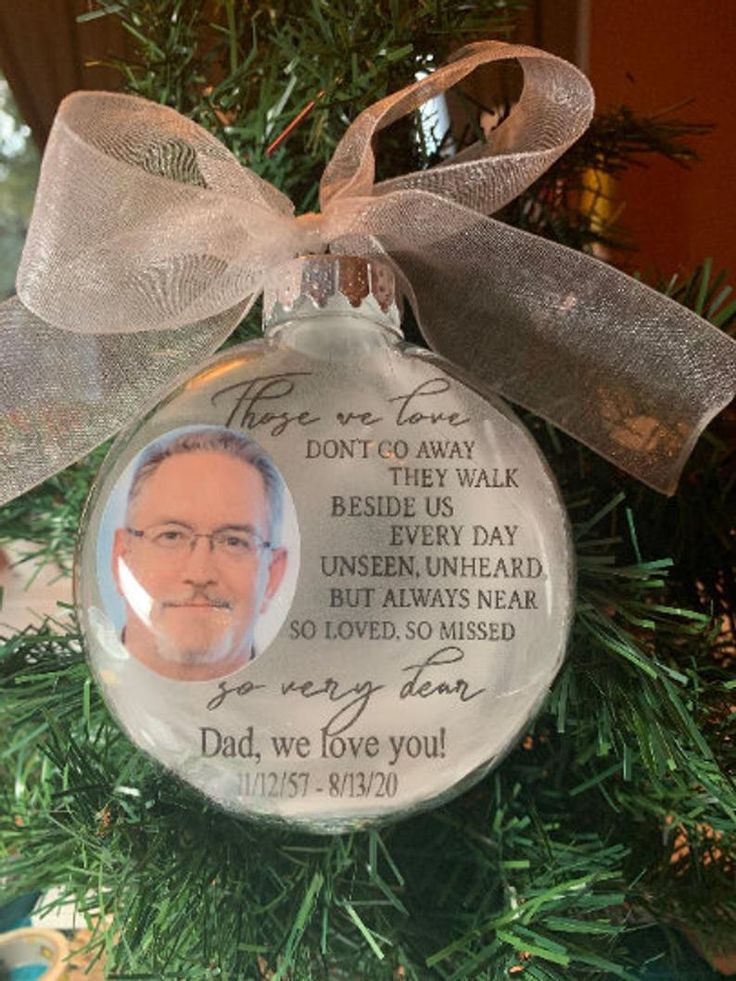 Those we love
DON'T GO AWAY
THEY WALK
BESIDE US
EVERY DAY
UNSEEN, UNHEARD
BUT ALWAYS NEAR
SO LOVED, SO MISSED
so very dear
Dad, we love you!
11/12/57 - 8/13/20